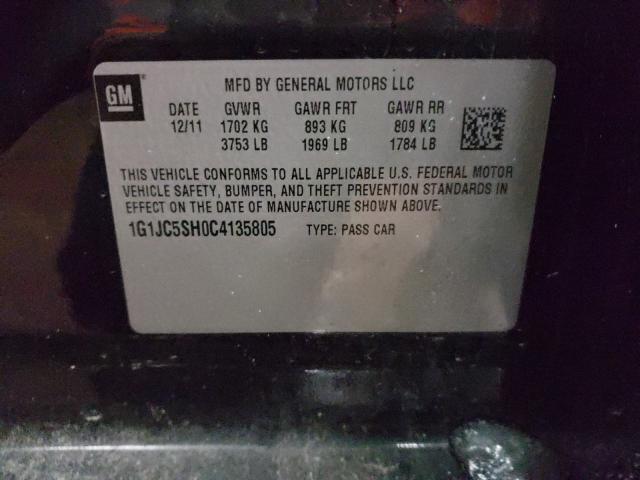 GM
MFD BY GENERAL MOTORS LLC
DATE GVWR GAWR FRT GAWR RR
12/11 1702 KG 893 KG 809 KG
3753 LB 1969 LB 1784 LB
THIS VEHICLE CONFORMS TO ALL APPLICABLE U.S. FEDERAL MOTOR
VEHICLE SAFETY, BUMPER, AND THEFT PREVENTION STANDARDS IN
EFFECT ON THE DATE OF MANUFACTURE SHOWN ABOVE.
1G1JC5SH0C4135805 TYPE: PASS CAR